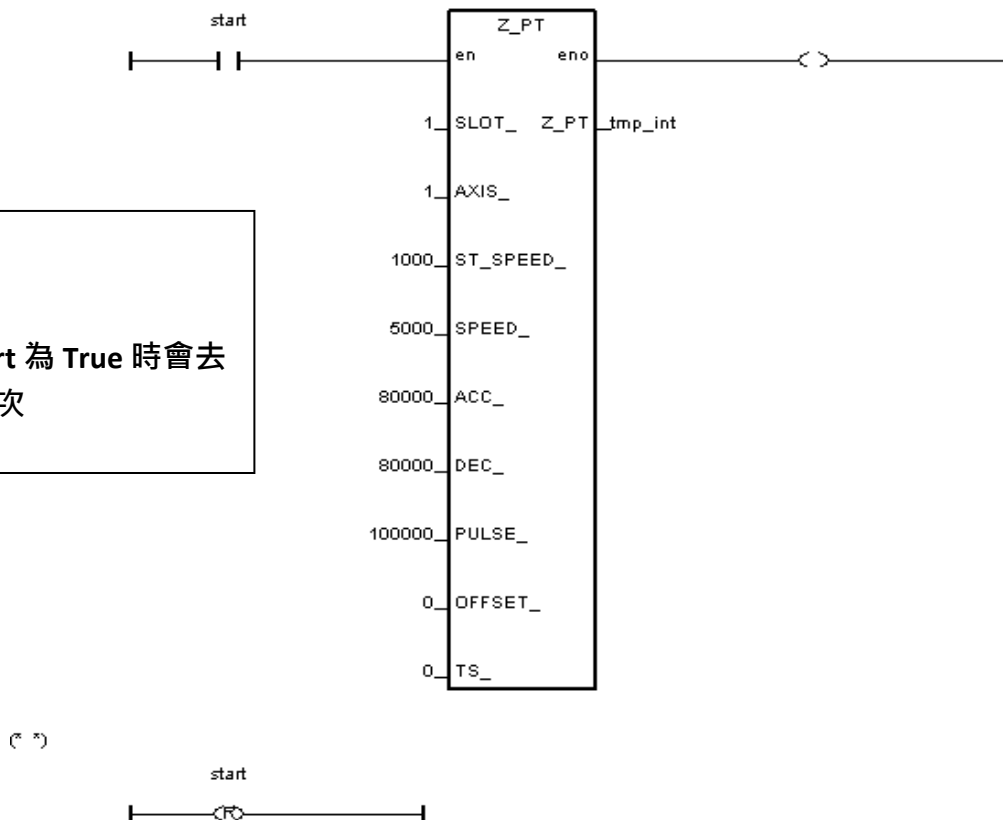 start
Z_PT
en eno
1_ SLOT_ Z_PT _tmp_int
1_ AXIS_
1000_ ST_SPEED_
rt 為 True 時會去
次
5000_ SPEED_
80000_ ACC_
80000_ DEC_
100000_ PULSE_
0_ OFFSET_
0_ TS_
(* *)
start
R